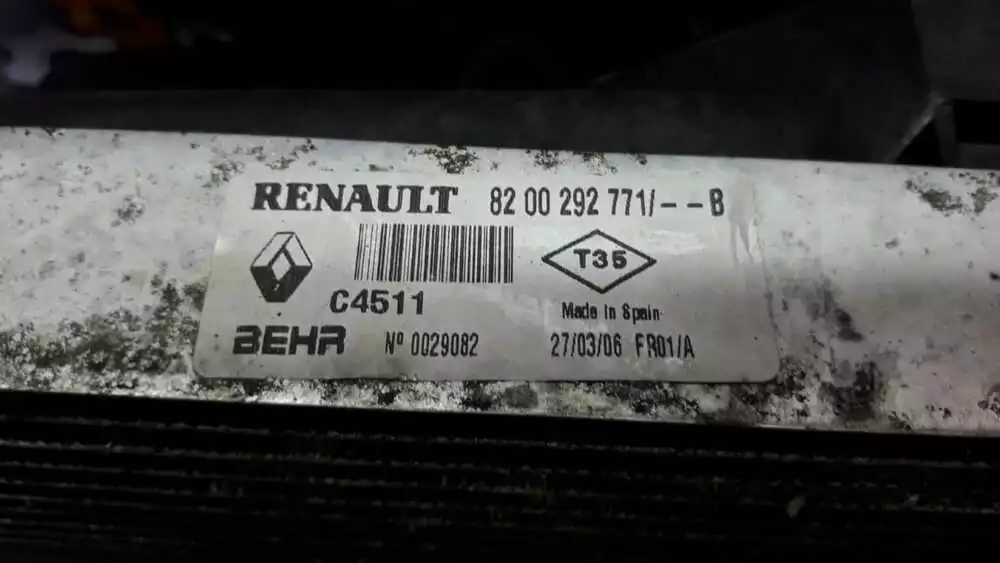 RENAULT 82 00 292 771/--B
T35
C4511
Made In Spain
BEHR Nº 0029082 27/03/06 FR01/A